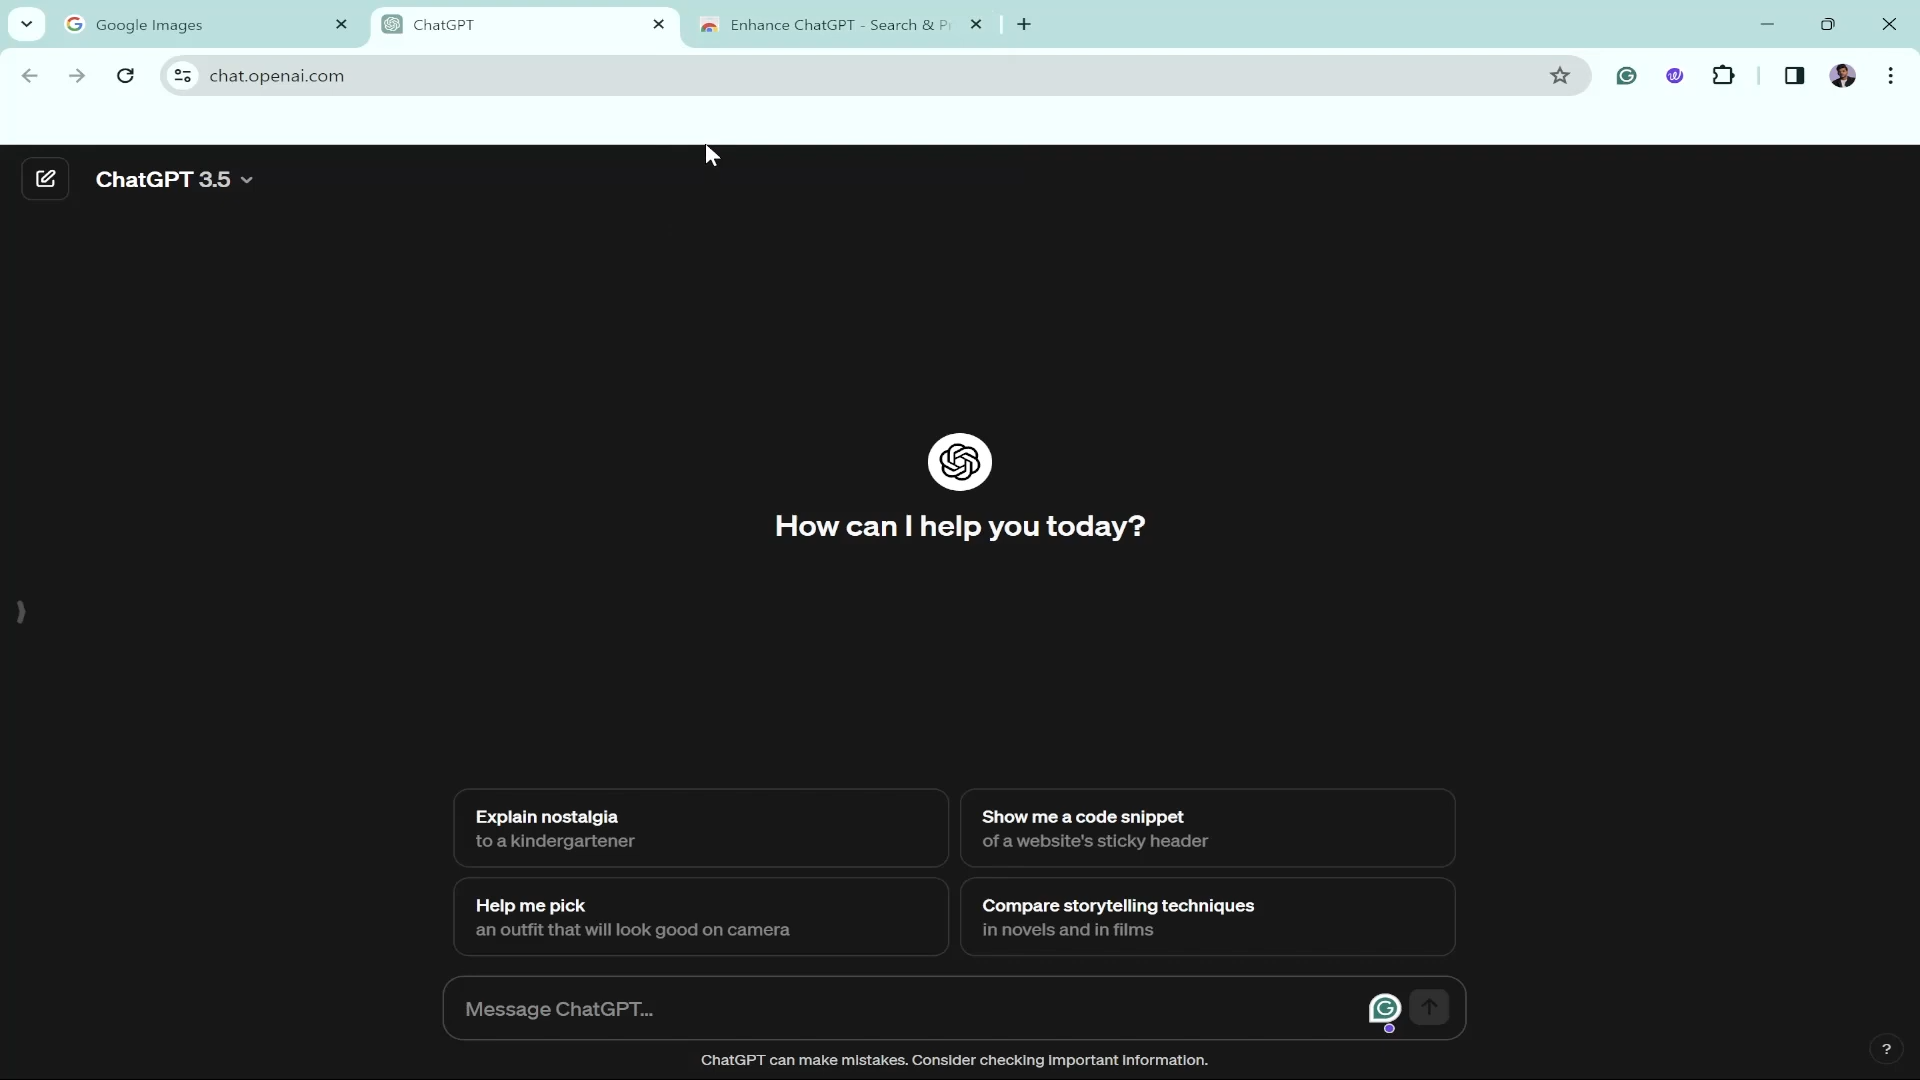 Google Images
ChatGPT
Enhance ChatGPT - Search & Pr
chat.openai.com
ChatGPT 3.5
How can I help you today?
Explain nostalgia
to a kindergartener
Show me a code snippet
of a website's sticky header
Help me pick
an outfit that will look good on camera
Compare storytelling techniques
in novels and in films
Message ChatGPT...
ChatGPT can make mistakes. Consider checking important information.
?